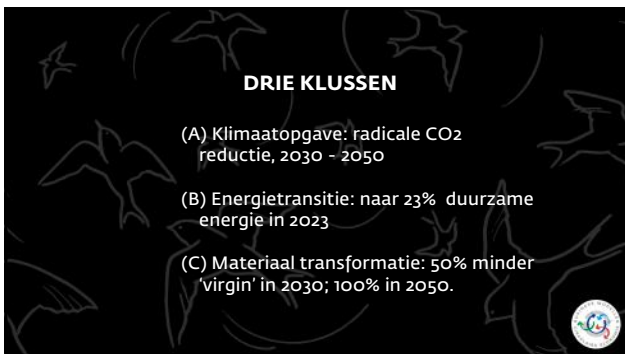 DRIE KLUSSEN
(A) Klimaatopgave: radicale CO2
reductie, 2030 - 2050
(B) Energietransitie: naar 23% duurzame
energie in 2023
(C) Materiaal transformatie: 50% minder
'virgin' in 2030; 100% in 2050.